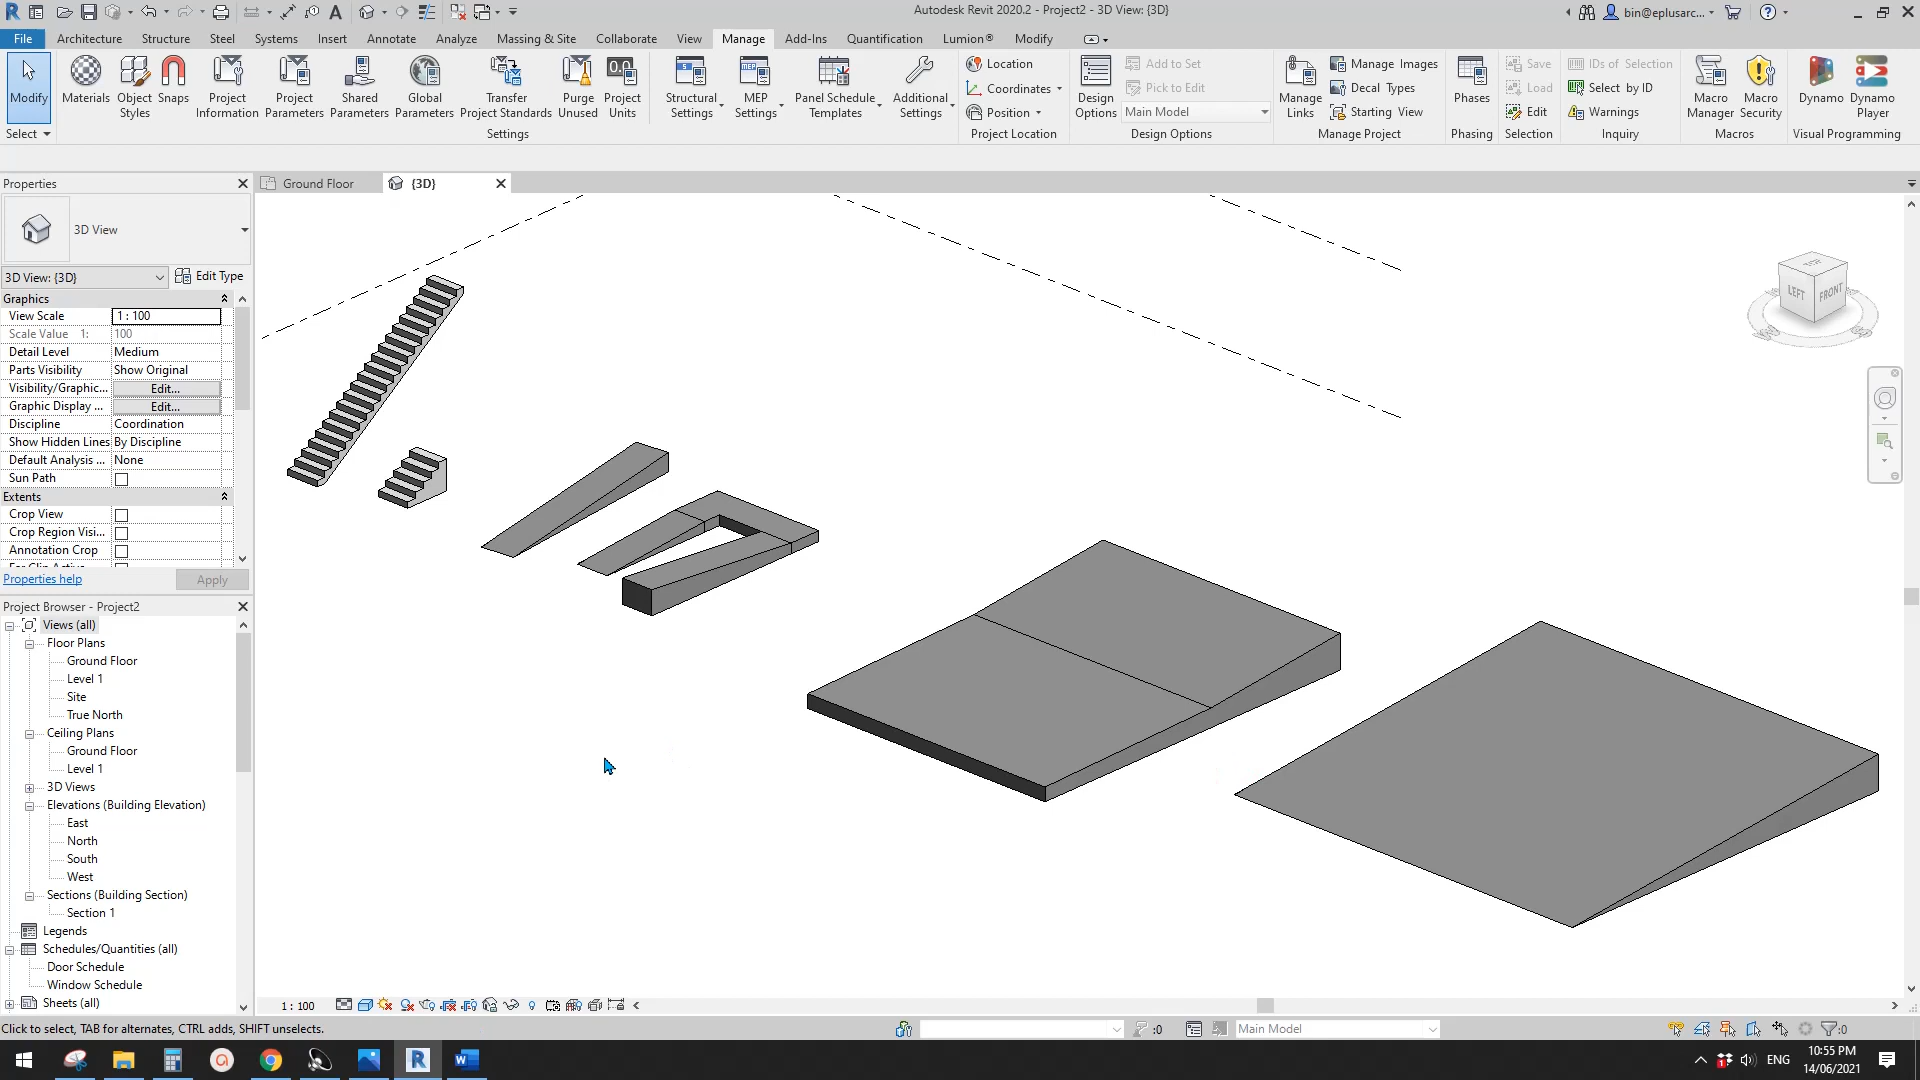 Autodesk Revit 2020.2 - Project2 - 3D View: {3D}
bin@eplusarc...
File Architecture Structure Steel Systems Insert Annotate Analyze Massing & Site Collaborate View Manage Add-Ins Quantification Lumion® Modify
Modify
Materials
Object Styles
Snaps
Project Information
Project Parameters
Shared Parameters
Global Parameters
Transfer Project Standards
Purge Unused
Project Units
Structural Settings
MEP Settings
Panel Schedule Templates
Additional Settings
Location
Coordinates
Position
Design Options
Add to Set
Pick to Edit
Main Model
Manage Links
Manage Images
Decal Types
Starting View
Phases
Save
Load
Edit
IDs of Selection
Select by ID
Warnings
Macro Manager
Macro Security
Dynamo
Dynamo Player
Select
Settings
Project Location
Design Options
Manage Project
Phasing
Selection
Inquiry
Macros
Visual Programming
Properties
Ground Floor
{3D}
3D View
3D View: {3D}
Edit Type
Graphics
View Scale 1 : 100
Scale Value 1: 100
Detail Level Medium
Parts Visibility Show Original
Visibility/Graphic... Edit...
Graphic Display ... Edit...
Discipline Coordination
Show Hidden Lines By Discipline
Default Analysis ... None
Sun Path
Extents
Crop View
Crop Region Visi...
Annotation Crop
Properties help
Apply
TOP
LEFT
FRONT
Project Browser - Project2
Views (all)
Floor Plans
Ground Floor
Level 1
Site
True North
Ceiling Plans
Ground Floor
Level 1
3D Views
Elevations (Building Elevation)
East
North
South
West
Sections (Building Section)
Section 1
Legends
Schedules/Quantities (all)
Door Schedule
Window Schedule
Sheets (all)
1 : 100
Click to select, TAB for alternates, CTRL adds, SHIFT unselects.
:0
Main Model
:0
ENG
10:55 PM
14/06/2021